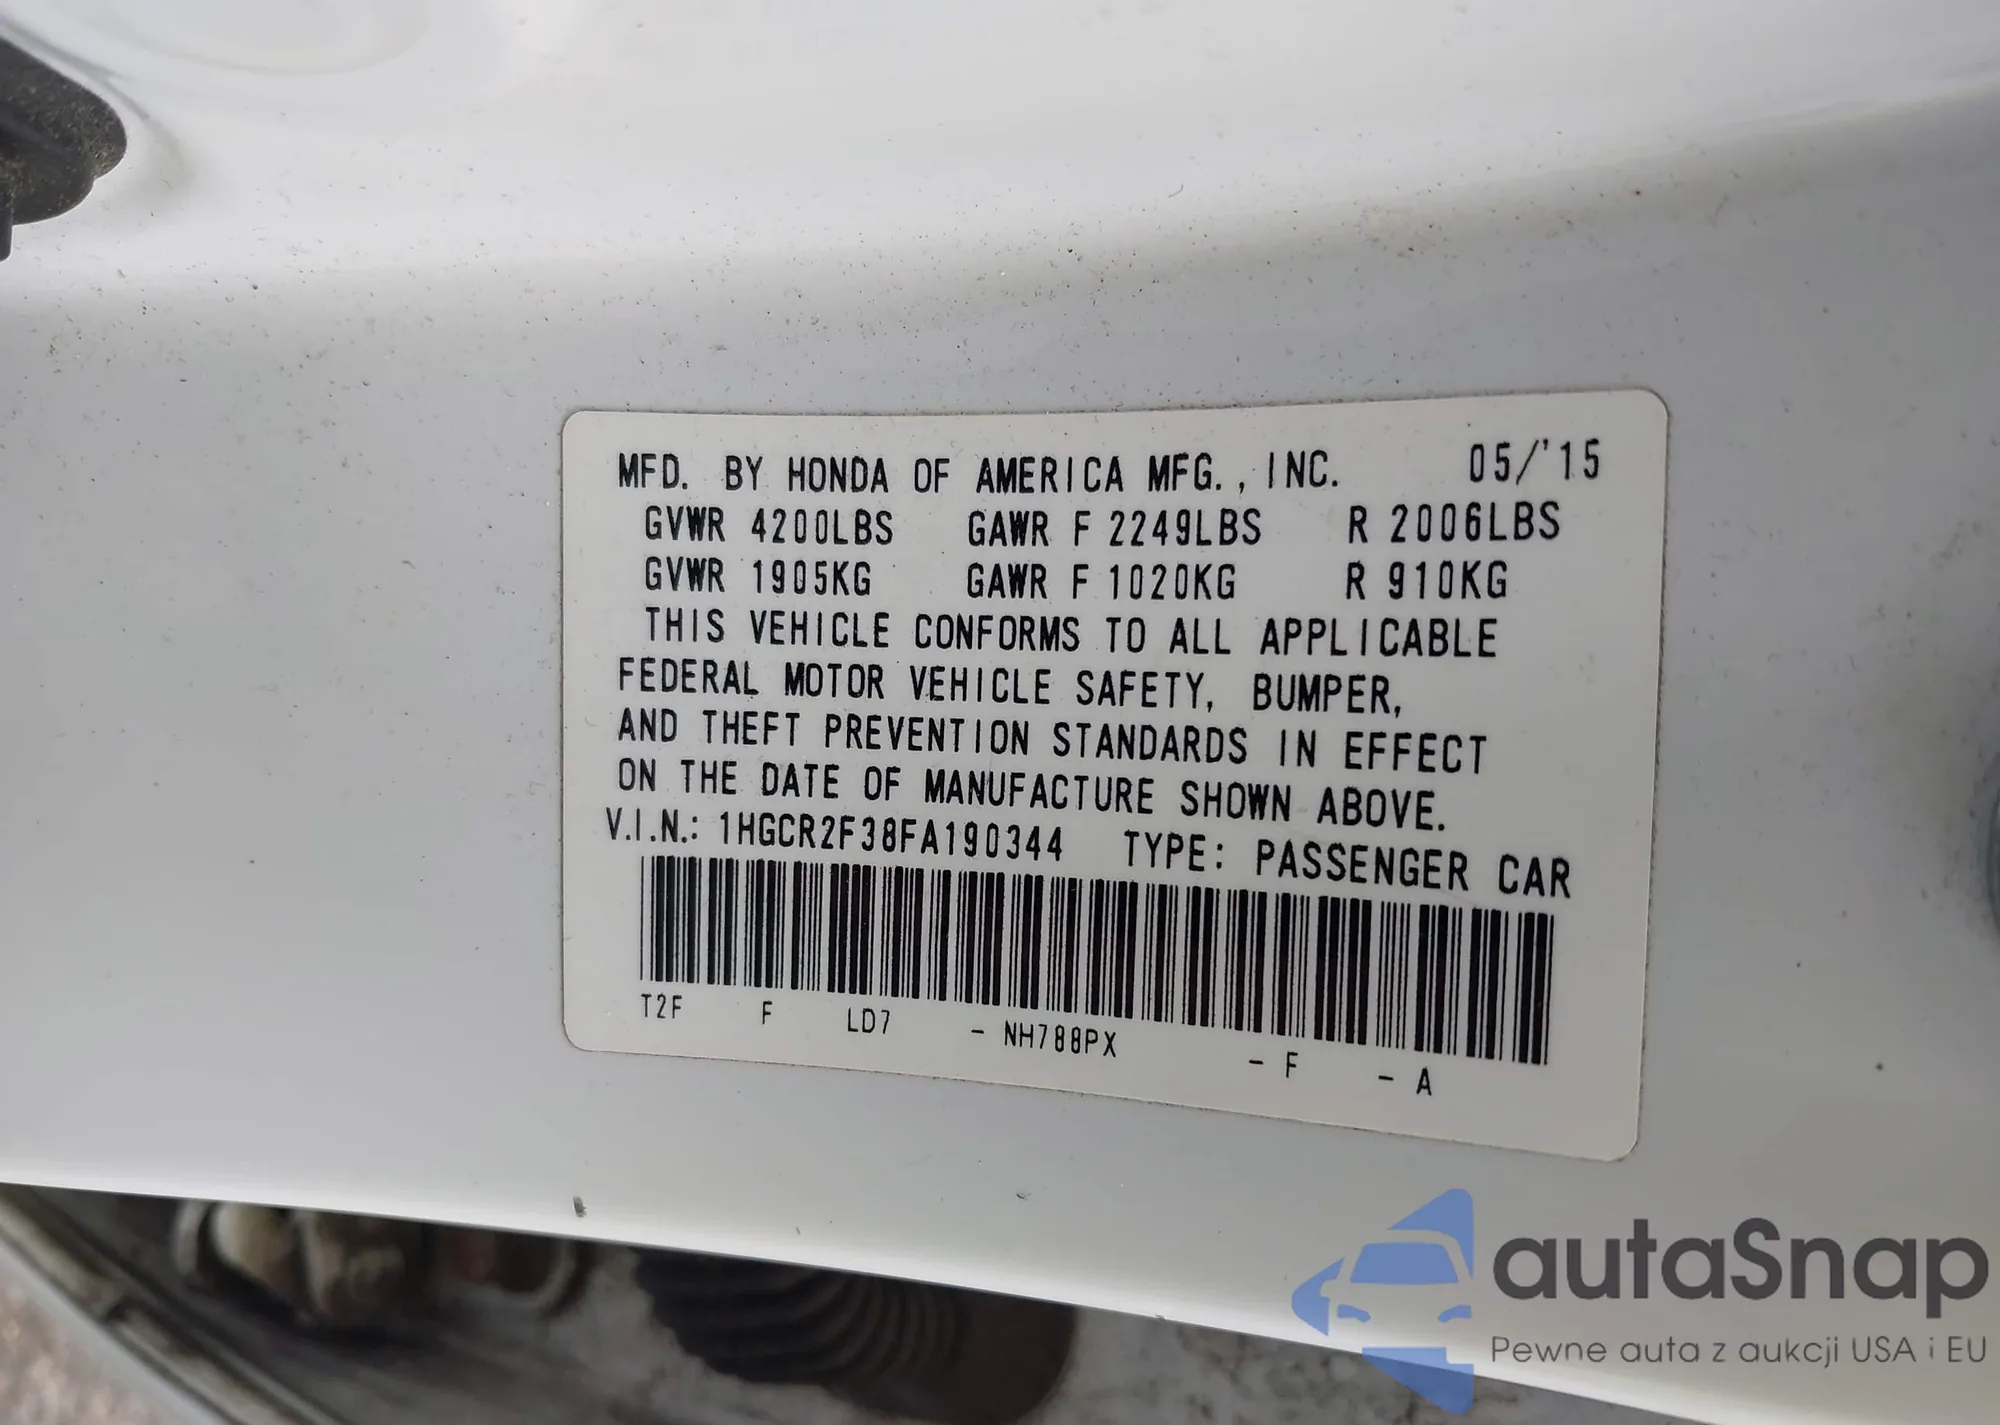 MFD. BY HONDA OF AMERICA MFG., INC. 05/'15
GVWR 4200LBS GAWR F 2249LBS R 2006LBS
GVWR 1905KG GAWR F 1020KG R 910KG
THIS VEHICLE CONFORMS TO ALL APPLICABLE
FEDERAL MOTOR VEHICLE SAFETY, BUMPER,
AND THEFT PREVENTION STANDARDS IN EFFECT
ON THE DATE OF MANUFACTURE SHOWN ABOVE.
V.I.N.: 1HGCR2F38FA190344 TYPE: PASSENGER CAR
T2F F LD7 - NH788PX - F - A
autaSnap
Pewne auta z aukcji USA i EU